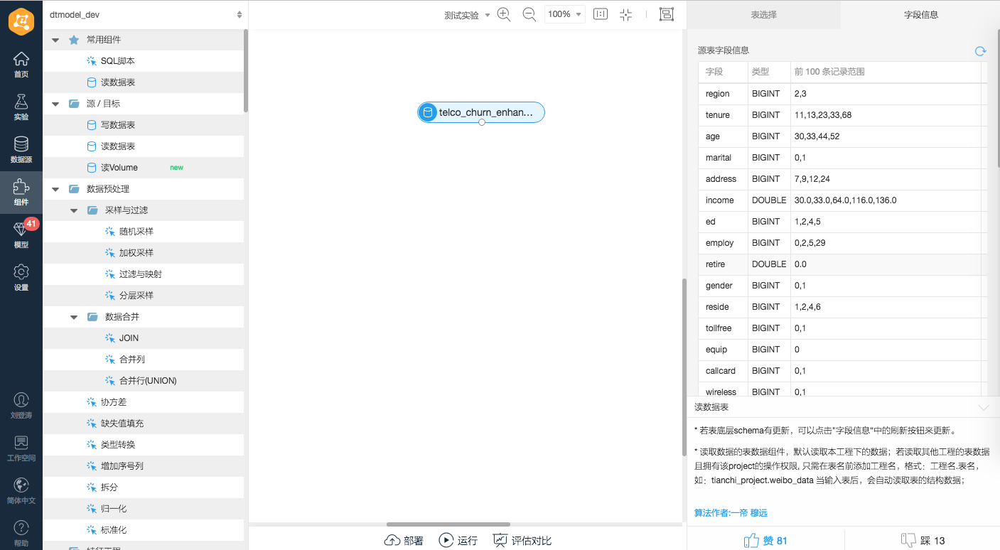 首页
实验
数据源
组件
41
模型
设置
刘登涛
工作空间
简体中文
帮助
dtmodel_dev
常用组件
SQL脚本
读数据表
源 / 目标
写数据表
读数据表
读Volume new
数据预处理
采样与过滤
随机采样
加权采样
过滤与映射
分层采样
数据合并
JOIN
合并列
合并行(UNION)
协方差
缺失值填充
类型转换
增加序号列
拆分
归一化
标准化
特征工程
测试实验 100%
telco_churn_enhan...
部署 运行 评估对比
表选择 字段信息
源表字段信息
字段 类型 前 100 条记录范围
region BIGINT 2,3
tenure BIGINT 11,13,23,33,68
age BIGINT 30,33,44,52
marital BIGINT 0,1
address BIGINT 7,9,12,24
income DOUBLE 30.0,33.0,64.0,116.0,136.0
ed BIGINT 1,2,4,5
employ BIGINT 0,2,5,29
retire DOUBLE 0.0
gender BIGINT 0,1
reside BIGINT 1,2,4,6
tollfree BIGINT 0,1
equip BIGINT 0
callcard BIGINT 0,1
wireless BIGINT 0,1
读数据表
* 若表底层schema有更新，可以点击"字段信息“中的刷新按钮来更新。
* 读取数据的表数据组件，默认读取本工程下的数据；若读取其他工程的表数据
且拥有该project的操作权限, 只需在表名前添加工程名，格式：工程名.表名，
如：tianchi_project.weibo_data 当输入表后，会自动读取表的结构数据；
算法作者:一帝 穆远
赞 81 踩 13